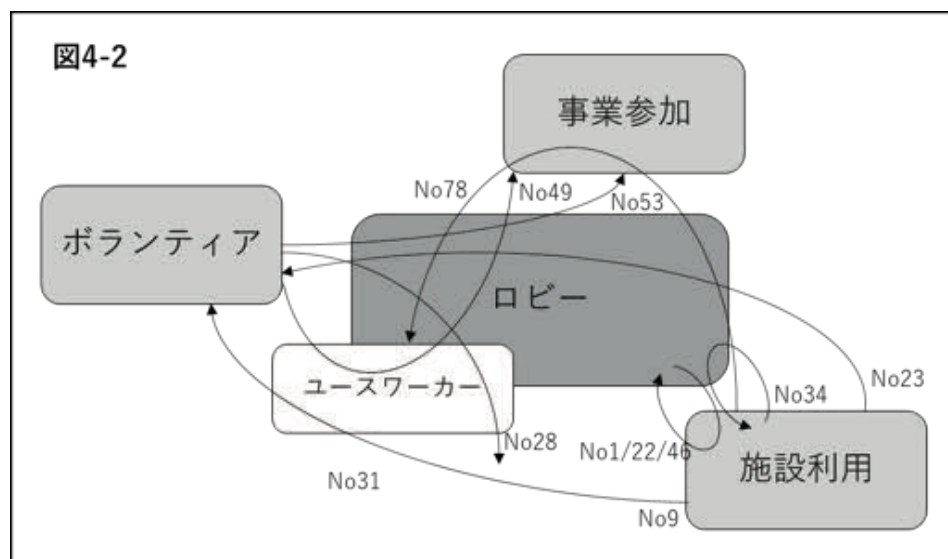 図4-2
事業参加
No78
No49
No53
ボランティア
ロビー
ユースワーカー
No23
No34
No28
No1/22/46
施設利用
No31
No9